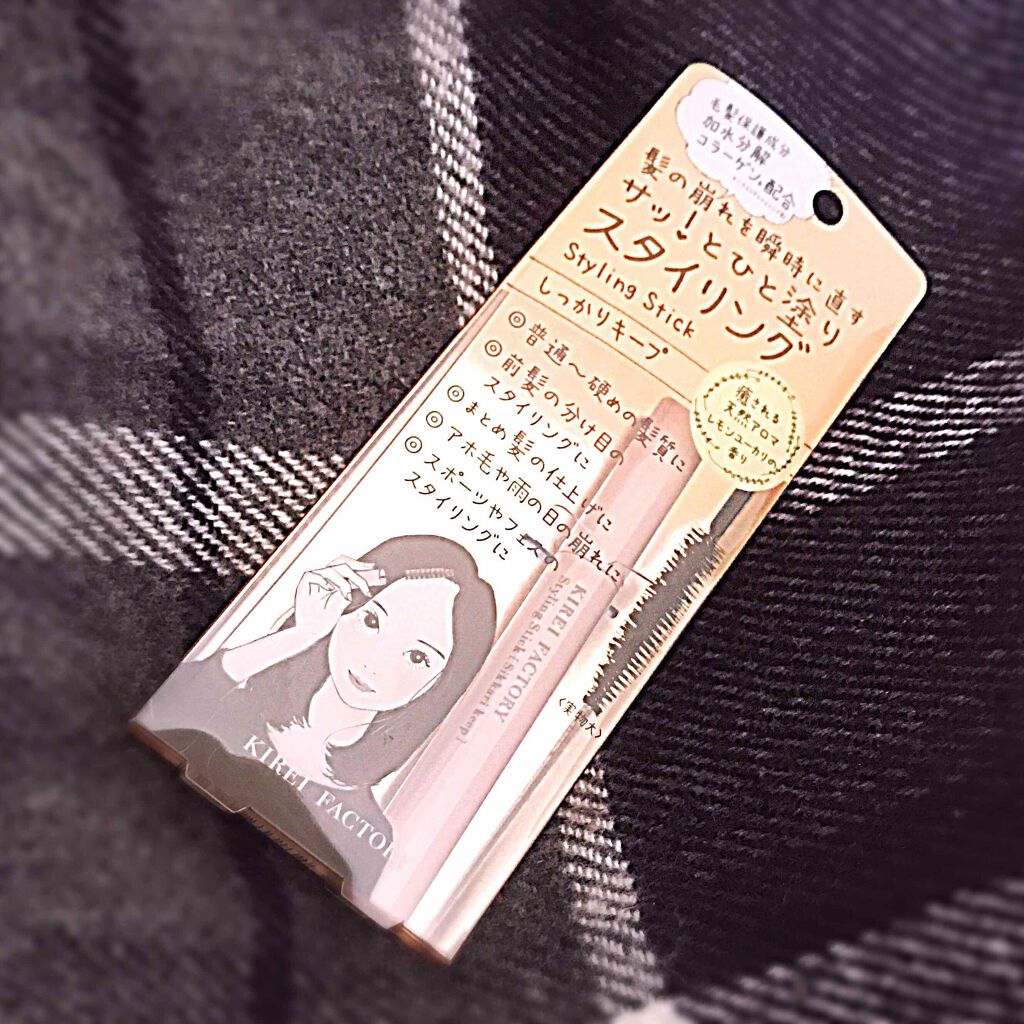 毛髪保護成分
加水分解
コラーゲン配合
髪の崩れを瞬時に直す
サッ!とひと塗り
スタイリング
Styling Stick
しっかりキープ
◎普通～硬めの髪質に
◎前髪の分け目の
スタイリングに
◎まとめ髪の仕上げに
◎アホ毛や雨の日の崩れに
◎スポーツやフェスの
スタイリングに
癒される
天然アロマ
レモンユーカリの
香り
KIREI FACTORY
Styling Stick [Sikkari keep]
〈実物大〉
KIREI FACTOR